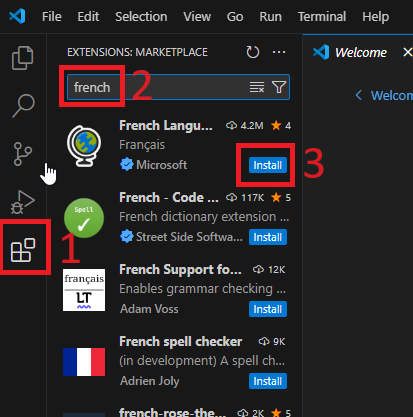 File Edit Selection View Go Run Terminal Help
EXTENSIONS: MARKETPLACE
Welcome
french
2
Welcom
French Langu... 4.2M 4
Français
Microsoft
Install
3
French - Code ... 117K 5
French dictionary extension ...
Street Side Softwa...
Install
Spell
1
French Support fo... 12K
Enables grammar checking ...
Adam Voss
Install
français
LT
French spell checker 9K
(in development) A spell ch...
Adrien Joly
Install
french-rose-the... 2K 5